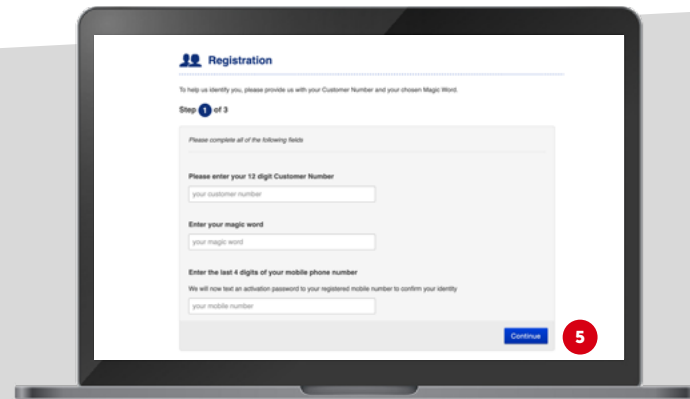 Registration
To help us identify you, please provide us with your Customer Number and your chosen Magic Word.
Step 1 of 3
Please complete all of the following fields
Please enter your 12 digit Customer Number
your customer number
Enter your magic word
your magic word
Enter the last 4 digits of your mobile phone number
We will now text an activation password to your registered mobile number to confirm your identity
your mobile number
Continue
5